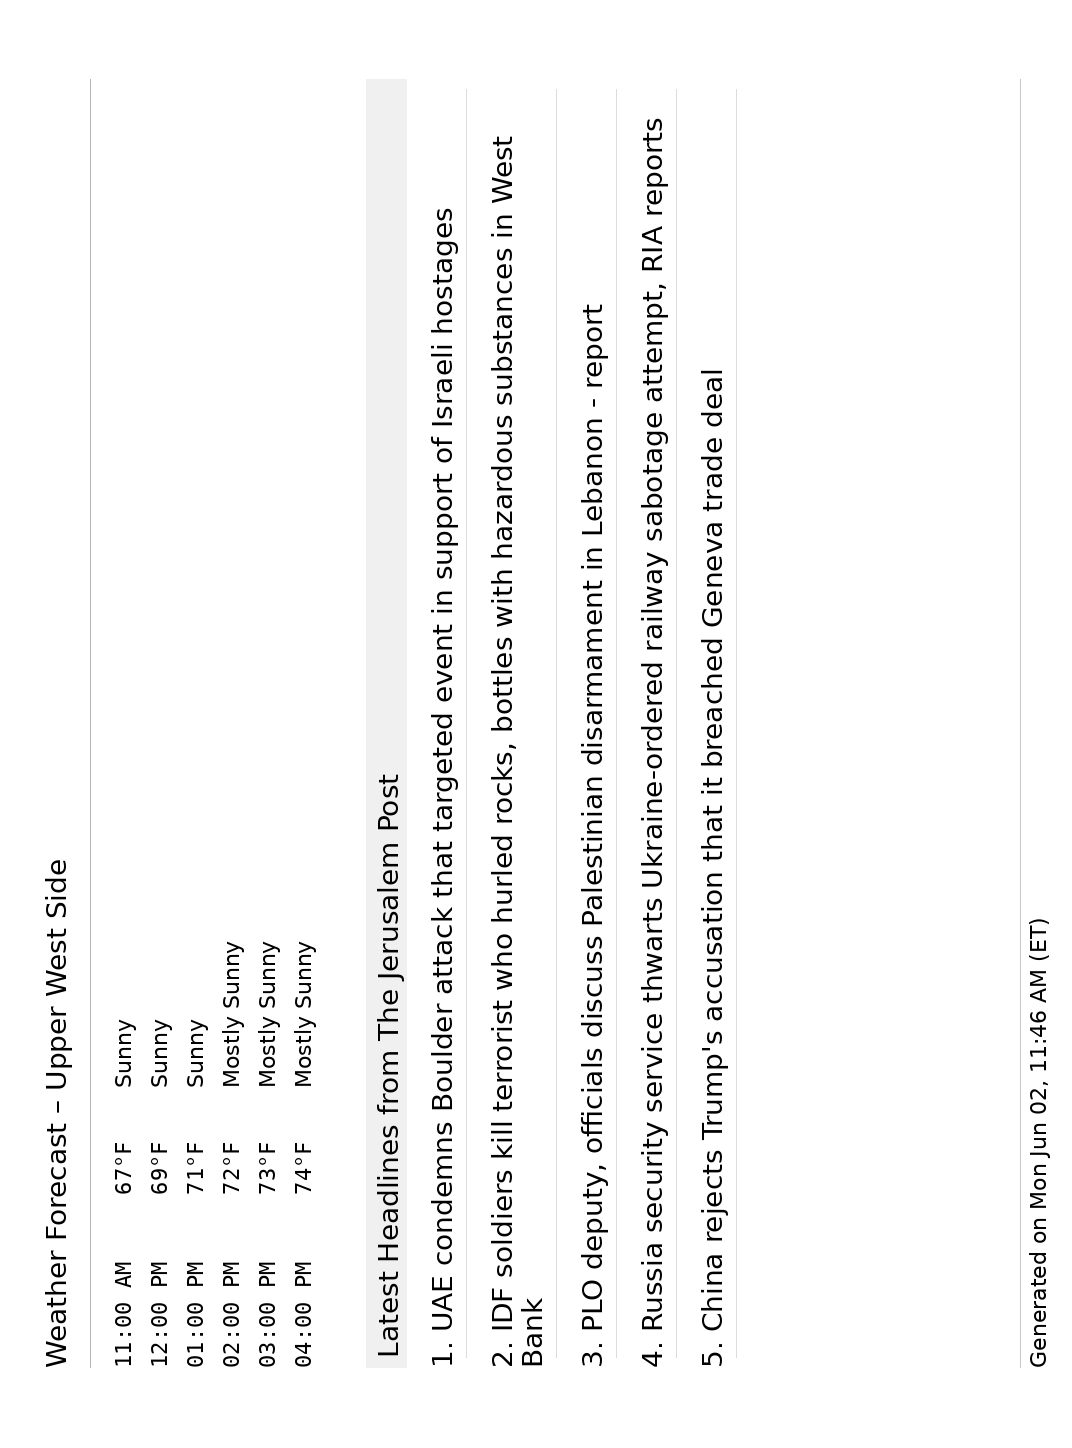 Weather Forecast – Upper West Side
11:00 AM 67°F Sunny
12:00 PM 69°F Sunny
01:00 PM 71°F Sunny
02:00 PM 72°F Mostly Sunny
03:00 PM 73°F Mostly Sunny
04:00 PM 74°F Mostly Sunny
Latest Headlines from The Jerusalem Post
1. UAE condemns Boulder attack that targeted event in support of Israeli hostages
2. IDF soldiers kill terrorist who hurled rocks, bottles with hazardous substances in West
Bank
3. PLO deputy, officials discuss Palestinian disarmament in Lebanon - report
4. Russia security service thwarts Ukraine-ordered railway sabotage attempt, RIA reports
5. China rejects Trump's accusation that it breached Geneva trade deal
Generated on Mon Jun 02, 11:46 AM (ET)